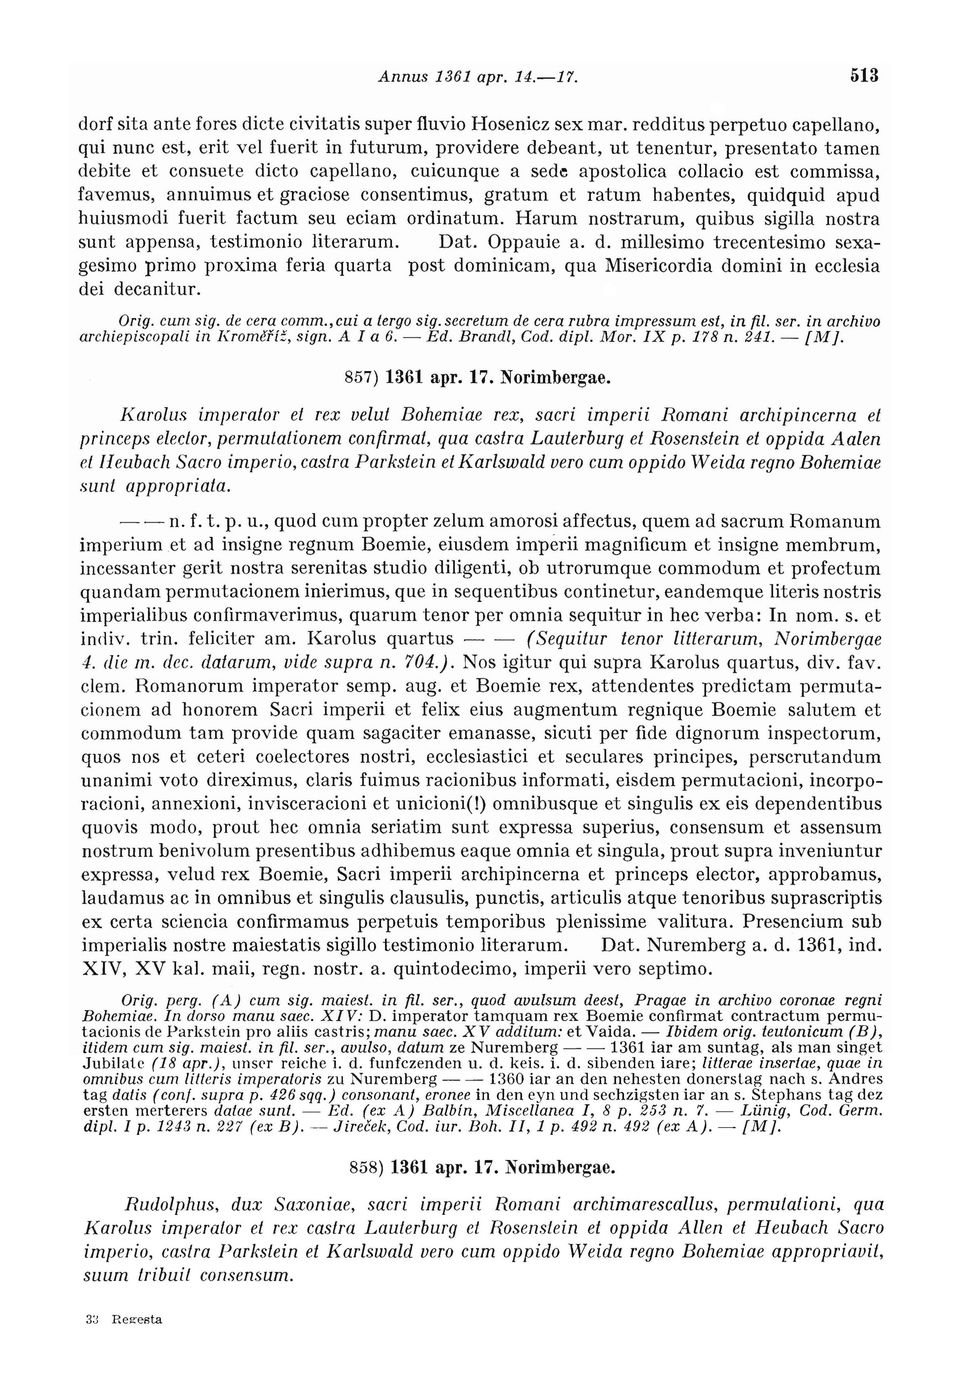 Annus 1361 apr. 14.—17. 513
dorf sita ante fores dicte civitatis super fluvio Hosenicz sex mar. redditus perpetuo capellano,
qui nunc est, erit vel fuerit in futurum, providere debeant, ut tenentur, presentato tamen
debite et consuete dicto capellano, cuicunque a sede apostolica collacio est commissa,
favemus, annuimus et graciose consentimus, gratum et ratum habentes, quidquid apud
huiusmodi fuerit factum seu eciam ordinatum. Harum nostrarum, quibus sigilla nostra
sunt appensa, testimonio literarum. Dat. Oppauie a. d. millesimo trecentesimo sexa-
gesimo primo proxima feria quarta post dominicam, qua Misericordia domini in ecclesia
dei decanitur.
Orig. cum sig. de cera comm., cui a tergo sig. secretum de cera rubra impressum est, in fil. ser. in archivo
archiepiscopali in Kroměříž, sign. A I a 6. — Ed. Brandl, Cod. dipl. Mor. IX p. 178 n. 241. — [M].
857) 1361 apr. 17. Norimbergae.
Karolus imperator et rex velut Bohemiae rex, sacri imperii Romani archipincerna et
princeps elector, permutationem confirmat, qua castra Lauterburg et Rosenstein et oppida Aalen
et Heubach Sacro imperio, castra Parkstein et Karlswald vero cum oppido Weida regno Bohemiae
sunt appropriata.
— — n. f. t. p. u., quod cum propter zelum amorosi affectus, quem ad sacrum Romanum
imperium et ad insigne regnum Boemie, eiusdem imperii magnificum et insigne membrum,
incessanter gerit nostra serenitas studio diligenti, ob utrorumque commodum et profectum
quandam permutacionem inierimus, que in sequentibus continetur, eandemque literis nostris
imperialibus confirmaverimus, quarum tenor per omnia sequitur in hec verba: In nom. s. et
indiv. trin. feliciter am. Karolus quartus — — (Sequitur tenor litterarum, Norimbergae
4. die m. dec. datarum, vide supra n. 704.). Nos igitur qui supra Karolus quartus, div. fav.
clem. Romanorum imperator semp. aug. et Boemie rex, attendentes predictam permuta-
cionem ad honorem Sacri imperii et felix eius augmentum regnique Boemie salutem et
commodum tam provide quam sagaciter emanasse, sicuti per fide dignorum inspectorum,
quos nos et ceteri coelectores nostri, ecclesiastici et seculares principes, perscrutandum
unanimi voto direximus, claris fuimus racionibus informati, eisdem permutacioni, incorpo-
racioni, annexioni, invisceracioni et unicioni(!) omnibusque et singulis ex eis dependentibus
quovis modo, prout hec omnia seriatim sunt expressa superius, consensum et assensum
nostrum benivolum presentibus adhibemus eaque omnia et singula, prout supra inveniuntur
expressa, velud rex Boemie, Sacri imperii archipincerna et princeps elector, approbamus,
laudamus ac in omnibus et singulis clausulis, punctis, articulis atque tenoribus suprascriptis
ex certa sciencia confirmamus perpetuis temporibus plenissime valitura. Presencium sub
imperialis nostre maiestatis sigillo testimonio literarum. Dat. Nuremberg a. d. 1361, ind.
XIV, XV kal. maii, regn. nostr. a. quintodecimo, imperii vero septimo.
Orig. perg. (A) cum sig. maiest. in fil. ser., quod avulsum deest, Pragae in archivo coronae regni
Bohemiae. In dorso manu saec. XIV: D. imperator tamquam rex Boemie confirmat contractum permu-
tacionis de Parkstein pro aliis castris; manu saec. XV additum: et Vaida. — Ibidem orig. teutonicum (B),
itidem cum sig. maiest. in fil. ser., avulso, datum ze Nuremberg — — 1361 iar am suntag, als man singet
Jubilate (18 apr.), unser reiche i. d. funfczenden u. d. keis. i. d. sibenden iare; litterae insertae, quae in
omnibus cum litteris imperatoris zu Nuremberg — — 1360 iar an den nehesten donerstag nach s. Andres
tag datis (conf. supra p. 426 sqq.) consonant, eronee in den eyn und sechzigsten iar an s. Stephans tag dez
ersten merterers datae sunt. — Ed. (ex A) Balbín, Miscellanea I, 8 p. 253 n. 7. — Lünig, Cod. Germ.
dipl. I p. 1243 n. 227 (ex B). — Jireček, Cod. iur. Boh. II, 1 p. 492 n. 492 (ex A). — [M].
858) 1361 apr. 17. Norimbergae.
Rudolphus, dux Saxoniae, sacri imperii Romani archimarescallus, permutationi, qua
Karolus imperator et rex castra Lauterburg et Rosenstein et oppida Allen et Heubach Sacro
imperio, castra Parkstein et Karlswald vero cum oppido Weida regno Bohemiae appropriavit,
suum tribuit consensum.
33 Regesta